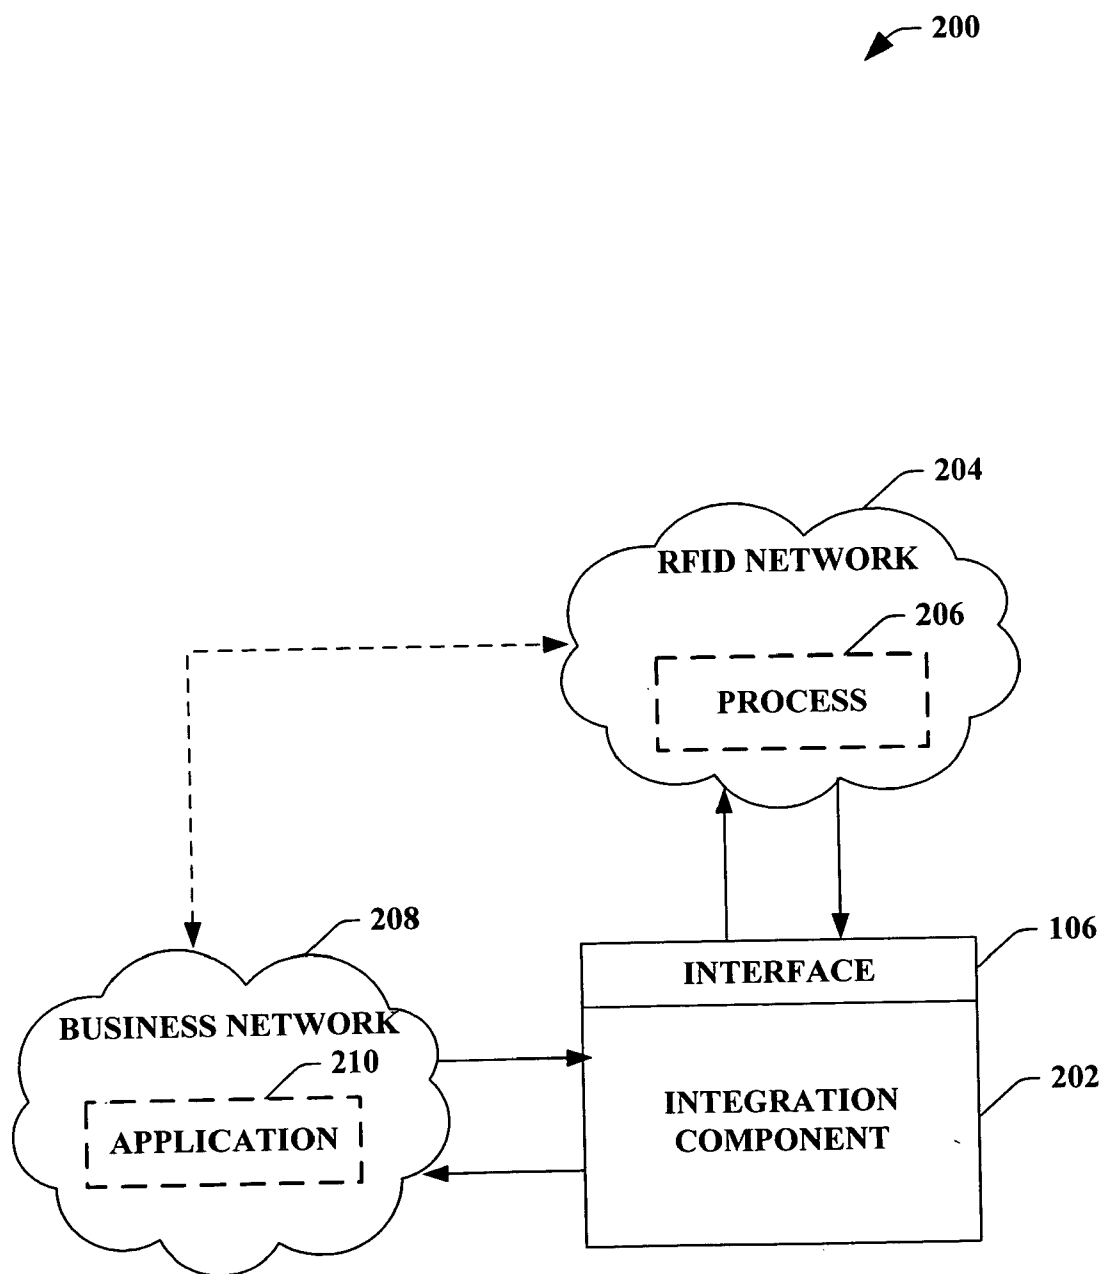 200
204
RFID NETWORK
206
PROCESS
208
106
INTERFACE
BUSINESS NETWORK
210
202
INTEGRATION
COMPONENT
APPLICATION